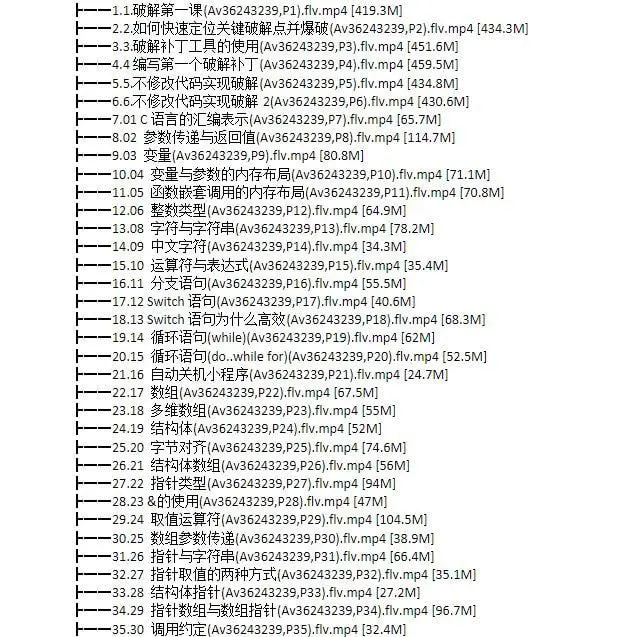 ┣━━1.1.破解第一课(Av36243239,P1).flv.mp4 [419.3M]
┣━━2.2.如何快速定位关键破解点并爆破(Av36243239,P2).flv.mp4 [434.3M]
┣━━3.3.破解补丁工具的使用(Av36243239,P3).flv.mp4 [451.6M]
┣━━4.4 编写第一个破解补丁(Av36243239,P4).flv.mp4 [459.5M]
┣━━5.5.不修改代码实现破解(Av36243239,P5).flv.mp4 [434.8M]
┣━━6.6.不修改代码实现破解 2(Av36243239,P6).flv.mp4 [430.6M]
┣━━7.01 C 语言的汇编表示(Av36243239,P7).flv.mp4 [65.7M]
┣━━8.02 参数传递与返回值(Av36243239,P8).flv.mp4 [114.7M]
┣━━9.03 变量(Av36243239,P9).flv.mp4 [80.8M]
┣━━10.04 变量与参数的内存布局(Av36243239,P10).flv.mp4 [71.1M]
┣━━11.05 函数嵌套调用的内存布局(Av36243239,P11).flv.mp4 [70.8M]
┣━━12.06 整数类型(Av36243239,P12).flv.mp4 [64.9M]
┣━━13.08 字符与字符串(Av36243239,P13).flv.mp4 [78.2M]
┣━━14.09 中文字符(Av36243239,P14).flv.mp4 [34.3M]
┣━━15.10 运算符与表达式(Av36243239,P15).flv.mp4 [35.4M]
┣━━16.11 分支语句(Av36243239,P16).flv.mp4 [55.5M]
┣━━17.12 Switch 语句(Av36243239,P17).flv.mp4 [40.6M]
┣━━18.13 Switch 语句为什么高效(Av36243239,P18).flv.mp4 [68.3M]
┣━━19.14 循环语句(while)(Av36243239,P19).flv.mp4 [62M]
┣━━20.15 循环语句(do..while for)(Av36243239,P20).flv.mp4 [52.5M]
┣━━21.16 自动关机小程序(Av36243239,P21).flv.mp4 [24.7M]
┣━━22.17 数组(Av36243239,P22).flv.mp4 [67.5M]
┣━━23.18 多维数组(Av36243239,P23).flv.mp4 [55M]
┣━━24.19 结构体(Av36243239,P24).flv.mp4 [52M]
┣━━25.20 字节对齐(Av36243239,P25).flv.mp4 [74.6M]
┣━━26.21 结构体数组(Av36243239,P26).flv.mp4 [56M]
┣━━27.22 指针类型(Av36243239,P27).flv.mp4 [94M]
┣━━28.23 &的使用(Av36243239,P28).flv.mp4 [47M]
┣━━29.24 取值运算符(Av36243239,P29).flv.mp4 [104.5M]
┣━━30.25 数组参数传递(Av36243239,P30).flv.mp4 [38.9M]
┣━━31.26 指针与字符串(Av36243239,P31).flv.mp4 [66.4M]
┣━━32.27 指针取值的两种方式(Av36243239,P32).flv.mp4 [35.1M]
┣━━33.28 结构体指针(Av36243239,P33).flv.mp4 [27.2M]
┣━━34.29 指针数组与数组指针(Av36243239,P34).flv.mp4 [96.7M]
┣━━35.30 调用约定(Av36243239,P35).flv.mp4 [32.4M]